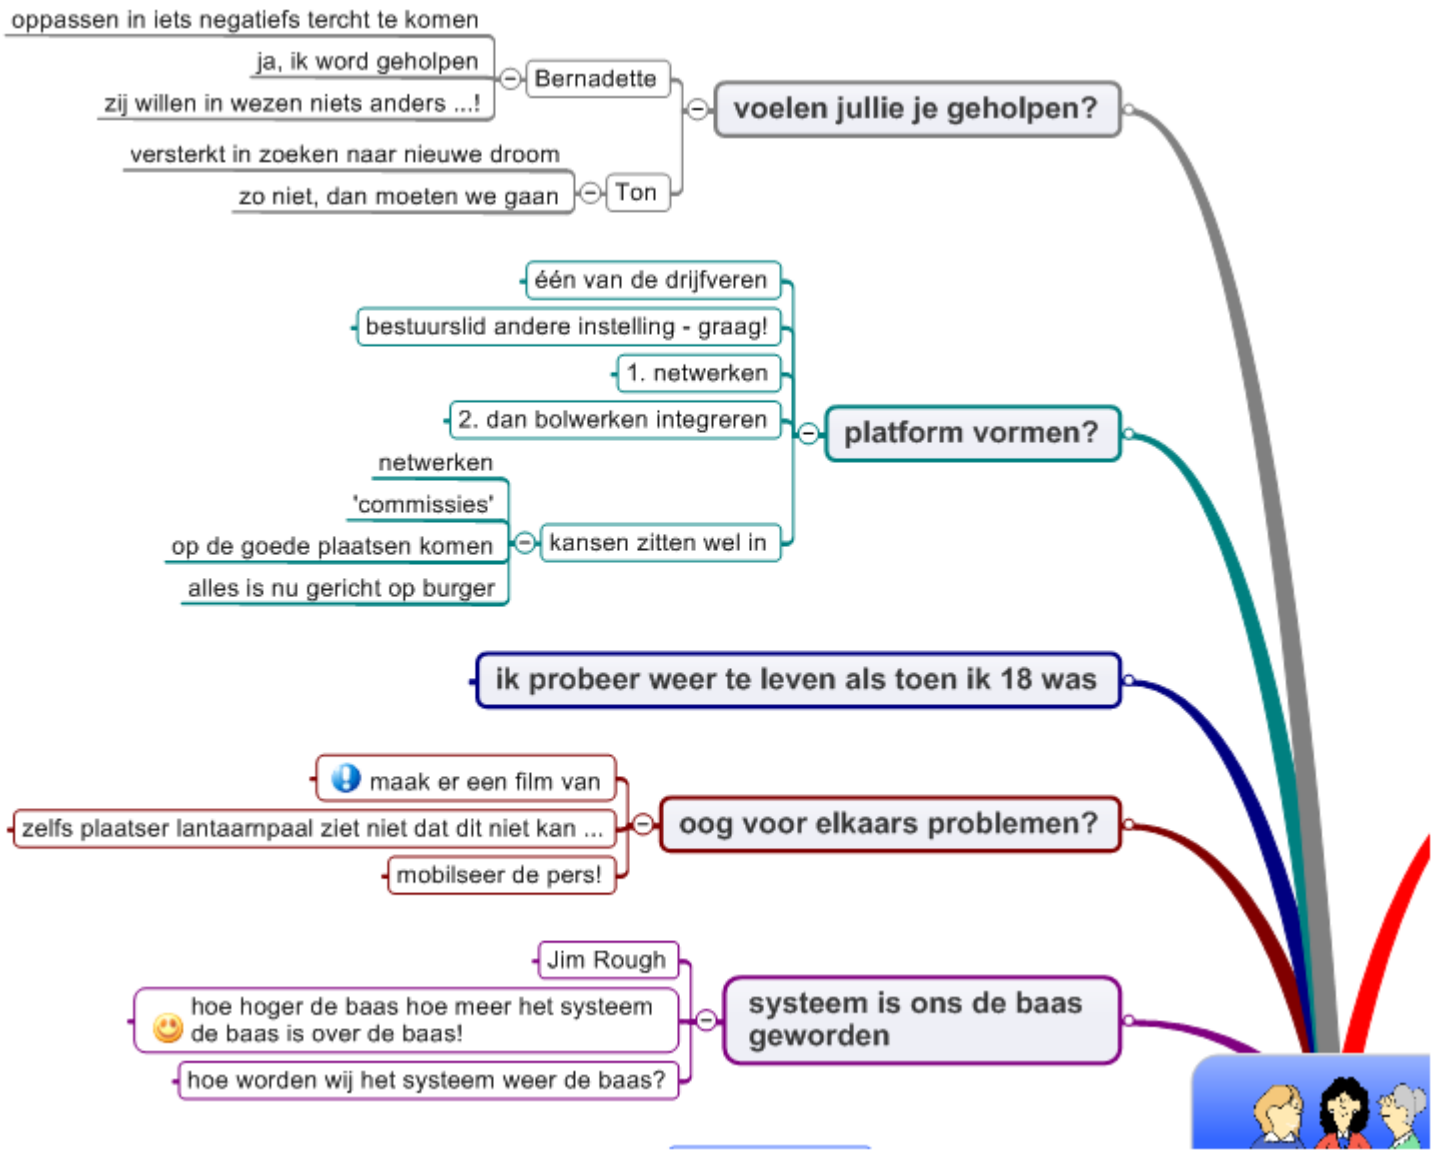 oppassen in iets negatiefs tercht te komen
ja, ik word geholpen
zij willen in wezen niets anders ...!
Bernadette
voelen jullie je geholpen?
versterkt in zoeken naar nieuwe droom
zo niet, dan moeten we gaan
Ton
één van de drijfveren
bestuurslid andere instelling - graag!
1. netwerken
2. dan bolwerken integreren
platform vormen?
netwerken
'commissies'
op de goede plaatsen komen
alles is nu gericht op burger
kansen zitten wel in
ik probeer weer te leven als toen ik 18 was
maak er een film van
zelfs plaatser lantaarnpaal ziet niet dat dit niet kan ...
mobilseer de pers!
oog voor elkaars problemen?
Jim Rough
hoe hoger de baas hoe meer het systeem
de baas is over de baas!
hoe worden wij het systeem weer de baas?
systeem is ons de baas
geworden